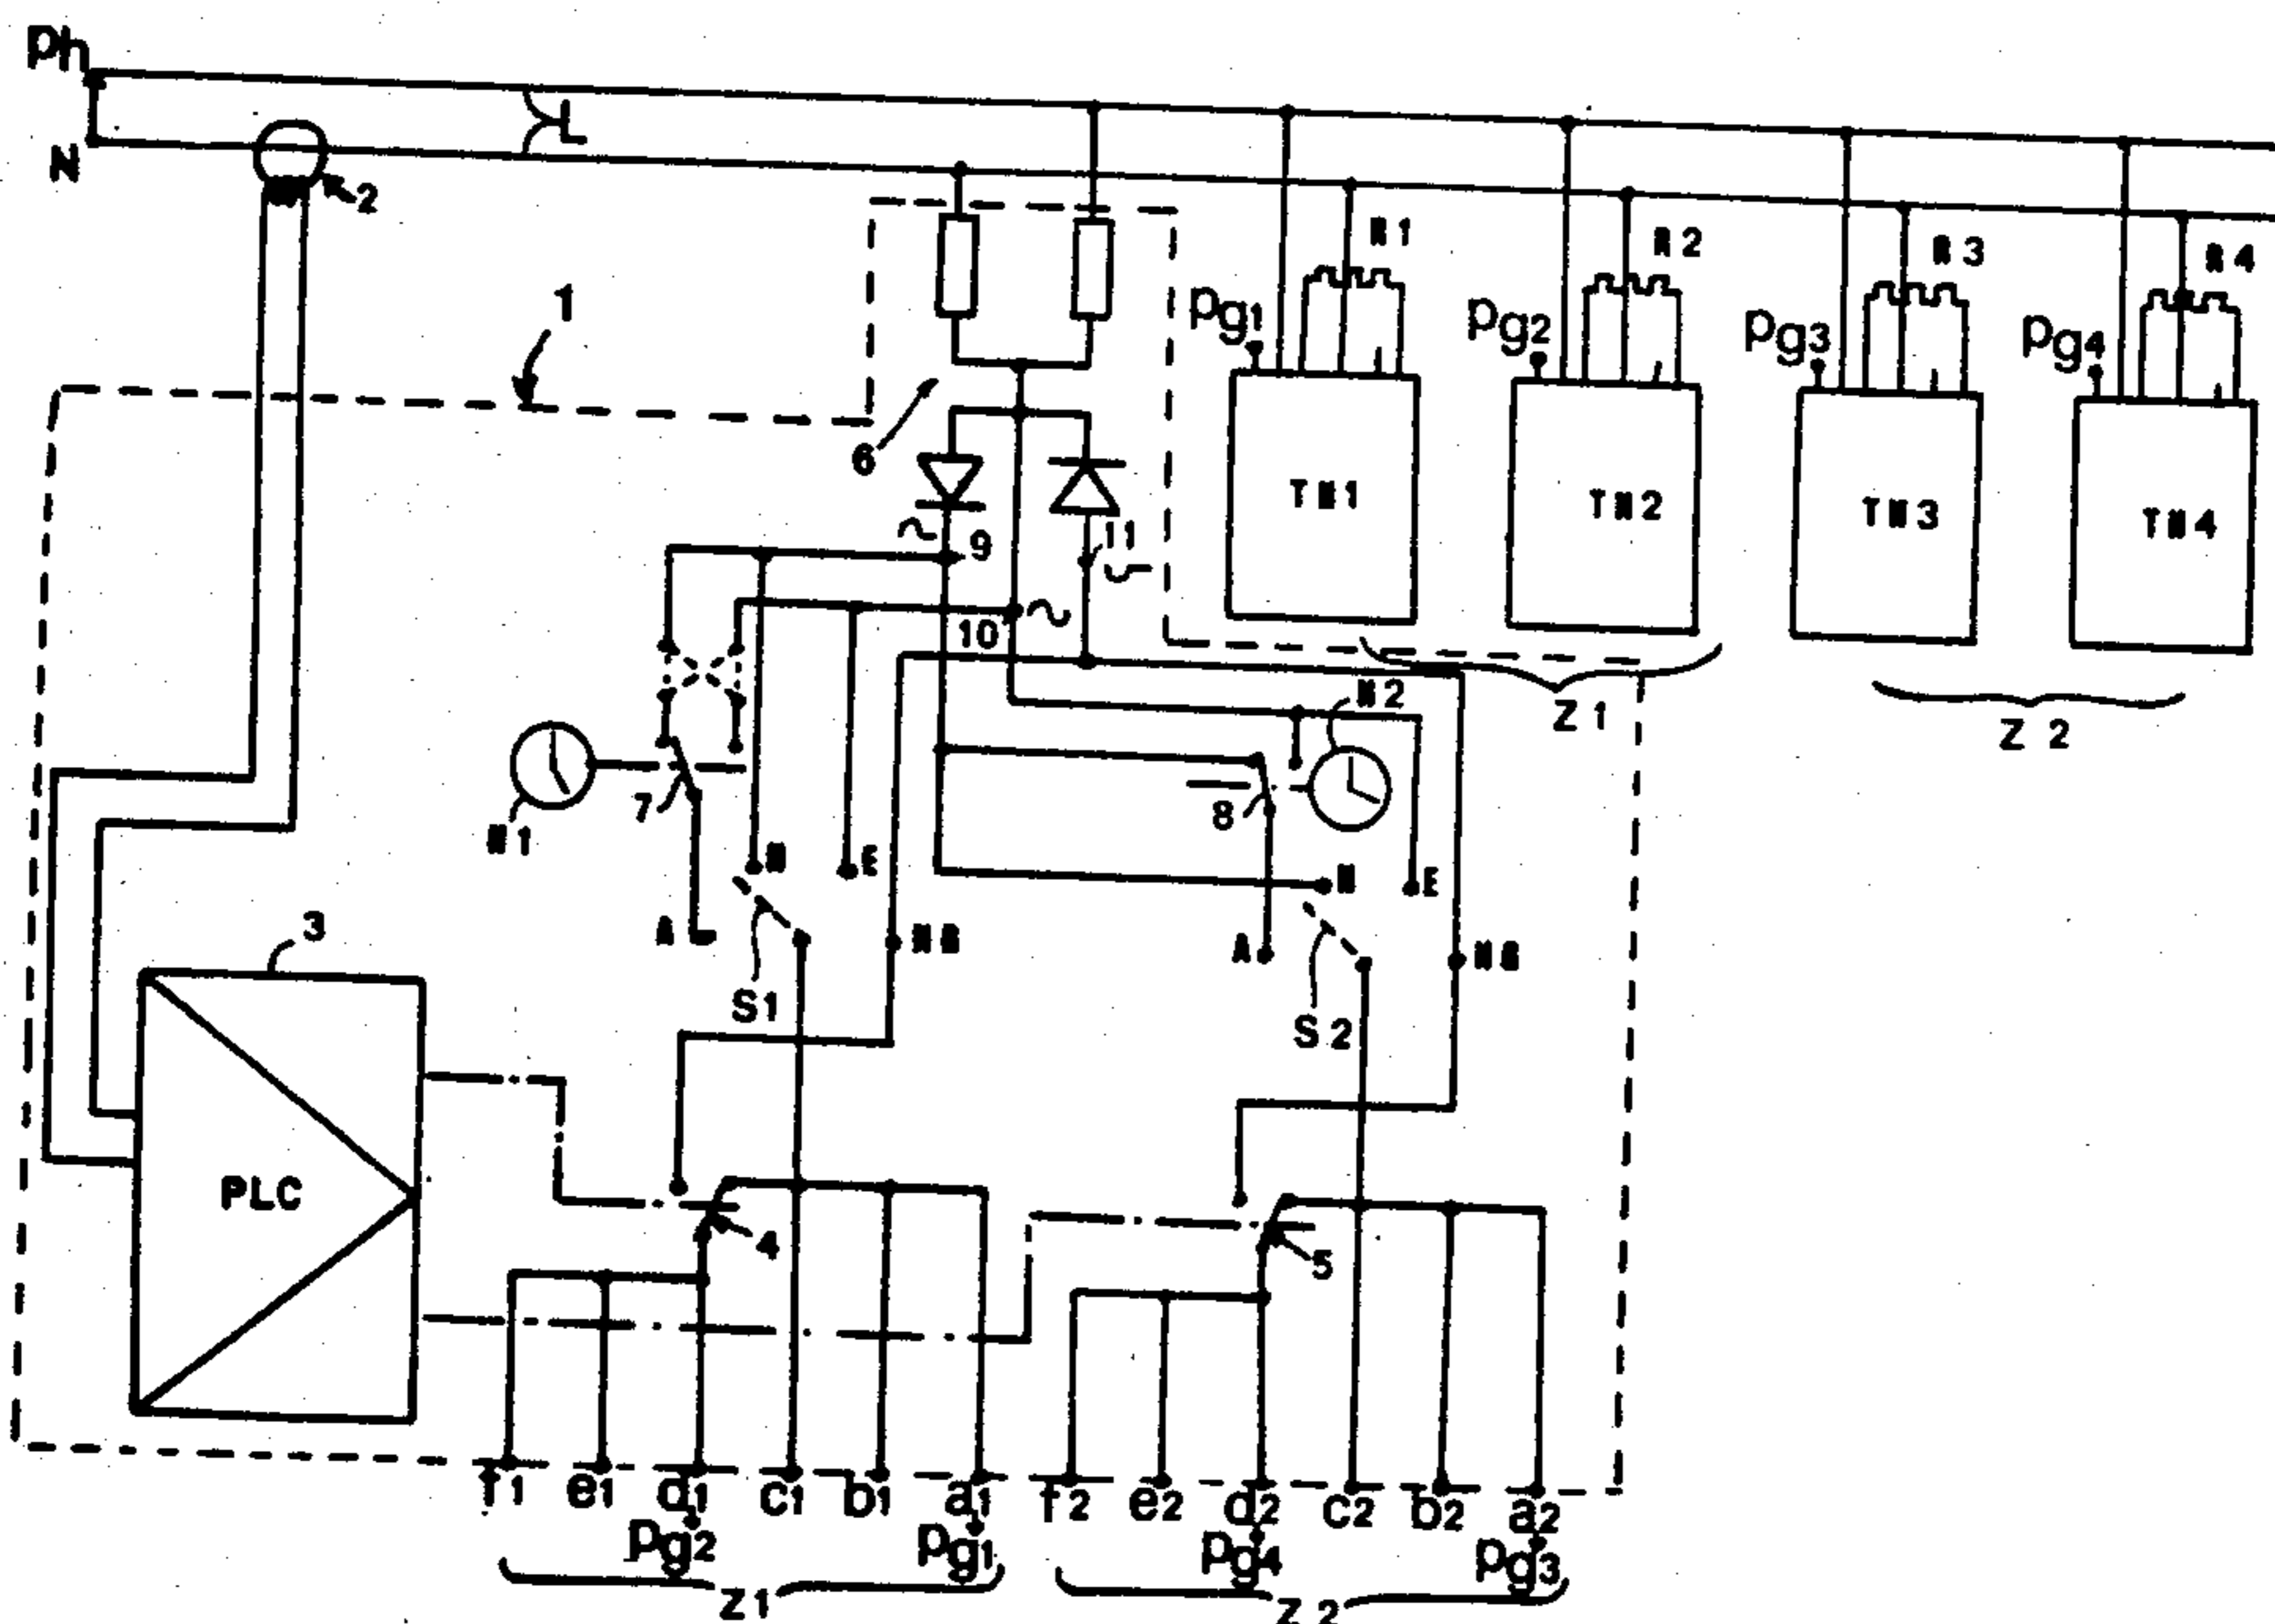 Ph
N
L
2
1
6
R1
R2
R3
R4
Pg1
Pg2
Pg3
Pg4
TH1
TH2
TH3
TH4
9
11
10
Z1
Z2
H1
7
H2
8
N
E
A
S1
HG
N
E
A
S2
HG
3
PLC
4
5
f1 e1 d1 c1 b1 a1 f2 e2 d2 c2 b2 a2
Pg2 Pg1 Pg4 Pg3
Z1 Z2